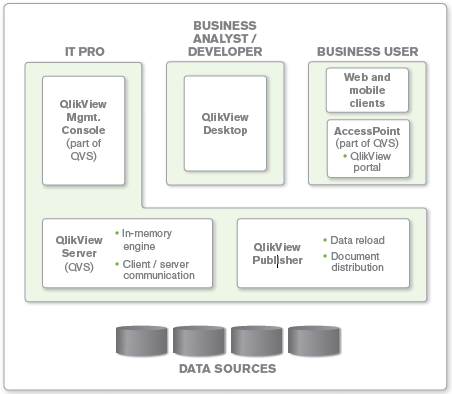 IT PRO
BUSINESS
ANALYST /
DEVELOPER
BUSINESS USER
QlikView
Mgmt.
Console
(part of
QVS)
QlikView
Desktop
Web and
mobile
clients
AccessPoint
(part of QVS)
• QlikView
portal
QlikView
Server
(QVS)
• In-memory
engine
• Client / server
communication
QlikView
Publisher
• Data reload
• Document
distribution
DATA SOURCES